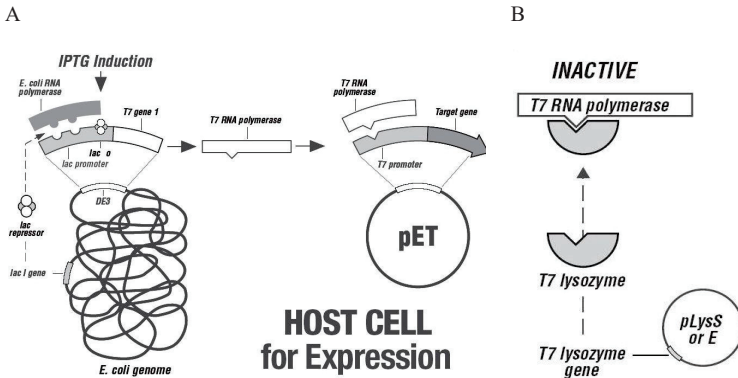 A
B
IPTG Induction
E. coli RNA
polymerase
T7 gene 1
lac o
lac promoter
DE3
lac
repressor
lac I gene
E. coli genome
T7 RNA polymerase
T7 RNA
polymerase
Target gene
T7 promoter
pET
HOST CELL
for Expression
INACTIVE
T7 RNA polymerase
T7 lysozyme
T7 lysozyme
gene
pLysS
or E